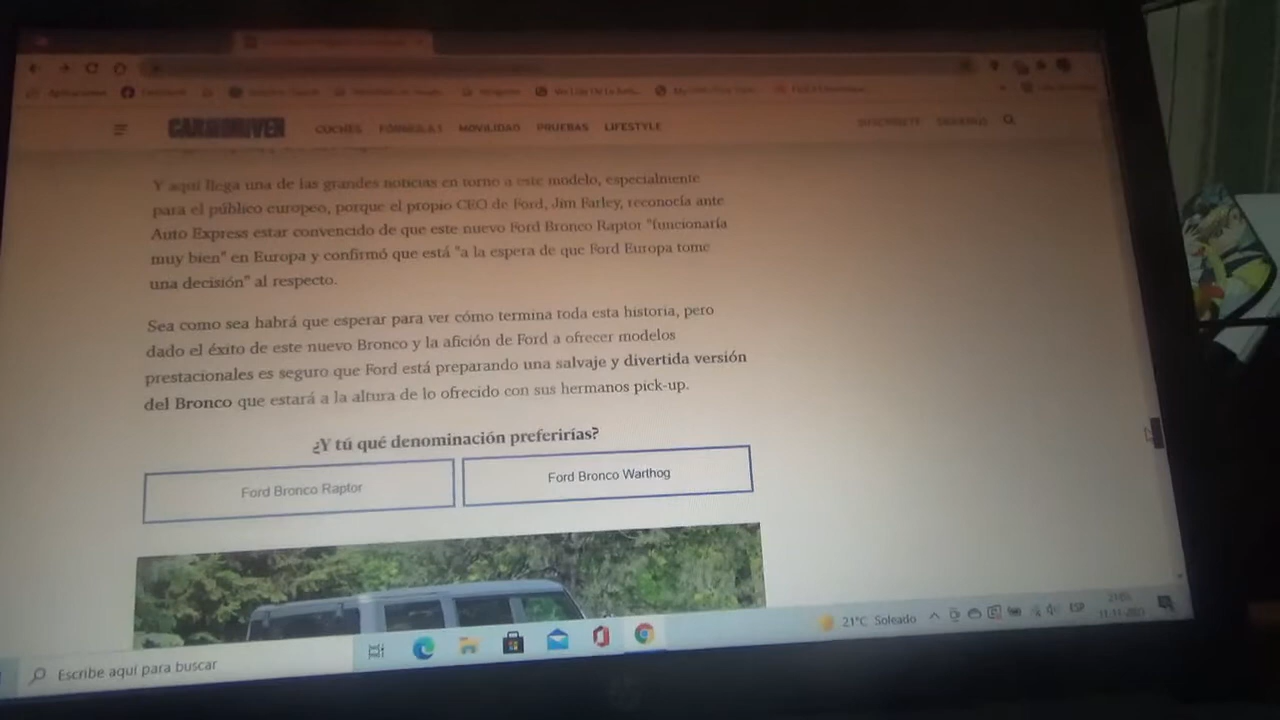 Aplicaciones
CAR AND DRIVER COCHES FÓRMULA 1 MOVILIDAD PRUEBAS LIFESTYLE
Y aquí llega una de las grandes noticias en torno a este modelo, especialmente
para el público europeo, porque el propio CEO de Ford, Jim Farley, reconocía ante
Auto Express estar convencido de que este nuevo Ford Bronco Raptor "funcionaría
muy bien" en Europa y confirmó que está "a la espera de que Ford Europa tome
una decisión" al respecto.
Sea como sea habrá que esperar para ver cómo termina toda esta historia, pero
dado el éxito de este nuevo Bronco y la afición de Ford a ofrecer modelos
prestacionales es seguro que Ford está preparando una salvaje y divertida versión
del Bronco que estará a la altura de lo ofrecido con sus hermanos pick-up.
¿Y tú qué denominación preferirías?
Ford Bronco Raptor Ford Bronco Warthog
Escribe aquí para buscar
21°C Soleado
ESP